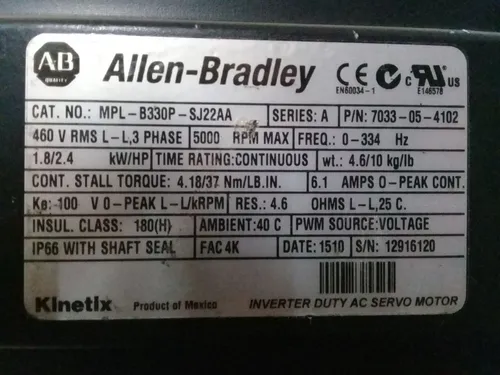 AB QUALITY Allen-Bradley CE EN60034-1 C UR US E146578
CAT. NO.: MPL-B330P-SJ22AA SERIES: A P/N: 7033-05-4102
460 V RMS L-L,3 PHASE 5000 RPM MAX FREQ.: 0-334 Hz
1.8/2.4 kW/HP TIME RATING:CONTINUOUS wt.: 4.6/10 kg/lb
CONT. STALL TORQUE: 4.18/37 Nm/LB.IN. 6.1 AMPS 0-PEAK CONT.
Ke: 100 V 0-PEAK L-L/kRPM RES.: 4.6 OHMS L-L,25 C.
INSUL. CLASS: 180(H) AMBIENT:40 C PWM SOURCE:VOLTAGE
IP66 WITH SHAFT SEAL FAC 4K DATE: 1510 S/N: 12916120
Kinetix Product of Mexico INVERTER DUTY AC SERVO MOTOR